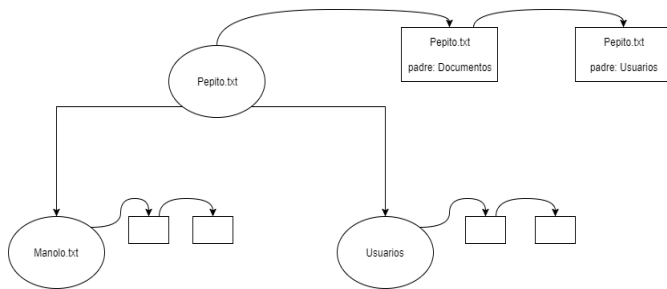 Pepito.txt
padre: Documentos
Pepito.txt
padre: Usuarios
Pepito.txt
Manolo.txt
Usuarios